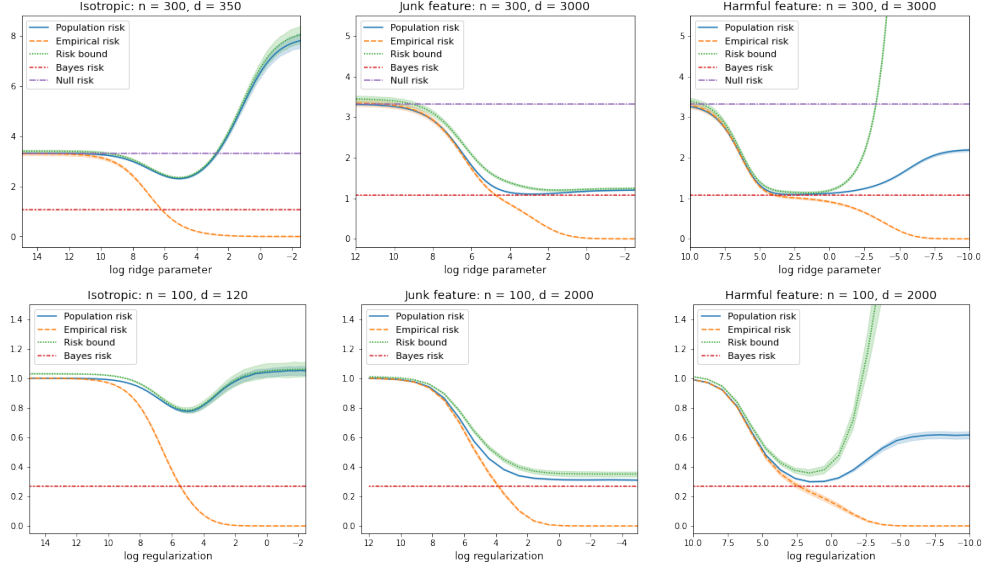 Isotropic: n = 300, d = 350
Population risk
Empirical risk
Risk bound
Bayes risk
Null risk
8
6
4
2
0
14 12 10 8 6 4 2 0 −2
log ridge parameter
Junk feature: n = 300, d = 3000
Population risk
Empirical risk
Risk bound
Bayes risk
Null risk
5
4
3
2
1
0
12 10 8 6 4 2 0 −2
log ridge parameter
Harmful feature: n = 300, d = 3000
Population risk
Empirical risk
Risk bound
Bayes risk
Null risk
5
4
3
2
1
0
10.0 7.5 5.0 2.5 0.0 −2.5 −5.0 −7.5 −10.0
log ridge parameter
Isotropic: n = 100, d = 120
Population risk
Empirical risk
Risk bound
Bayes risk
1.4
1.2
1.0
0.8
0.6
0.4
0.2
0.0
14 12 10 8 6 4 2 0 −2
log regularization
Junk feature: n = 100, d = 2000
Population risk
Empirical risk
Risk bound
Bayes risk
1.4
1.2
1.0
0.8
0.6
0.4
0.2
0.0
12 10 8 6 4 2 0 −2 −4
log regularization
Harmful feature: n = 100, d = 2000
Population risk
Empirical risk
Risk bound
Bayes risk
1.4
1.2
1.0
0.8
0.6
0.4
0.2
0.0
10.0 7.5 5.0 2.5 0.0 −2.5 −5.0 −7.5 −10.0
log regularization